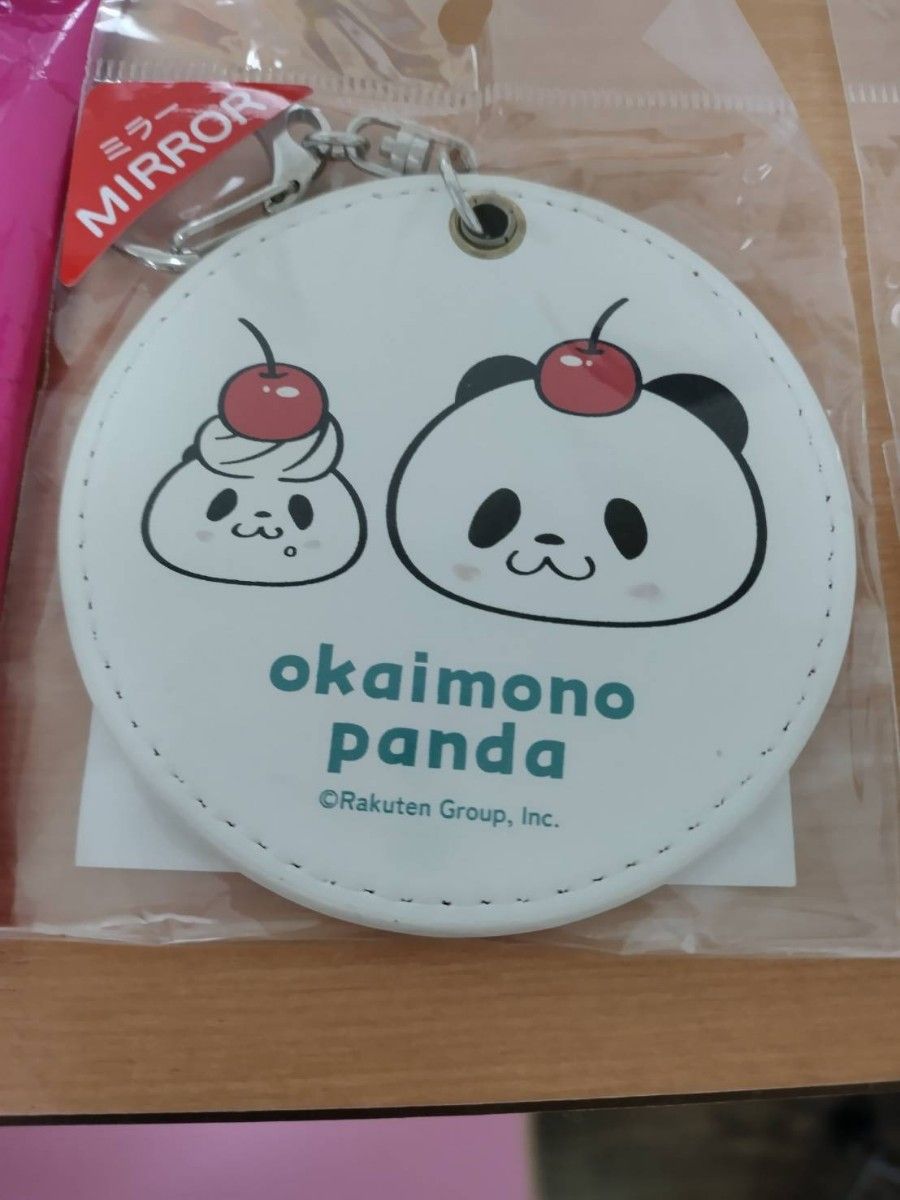 ミラー
MIRROR
okaimono
panda
©Rakuten Group, Inc.